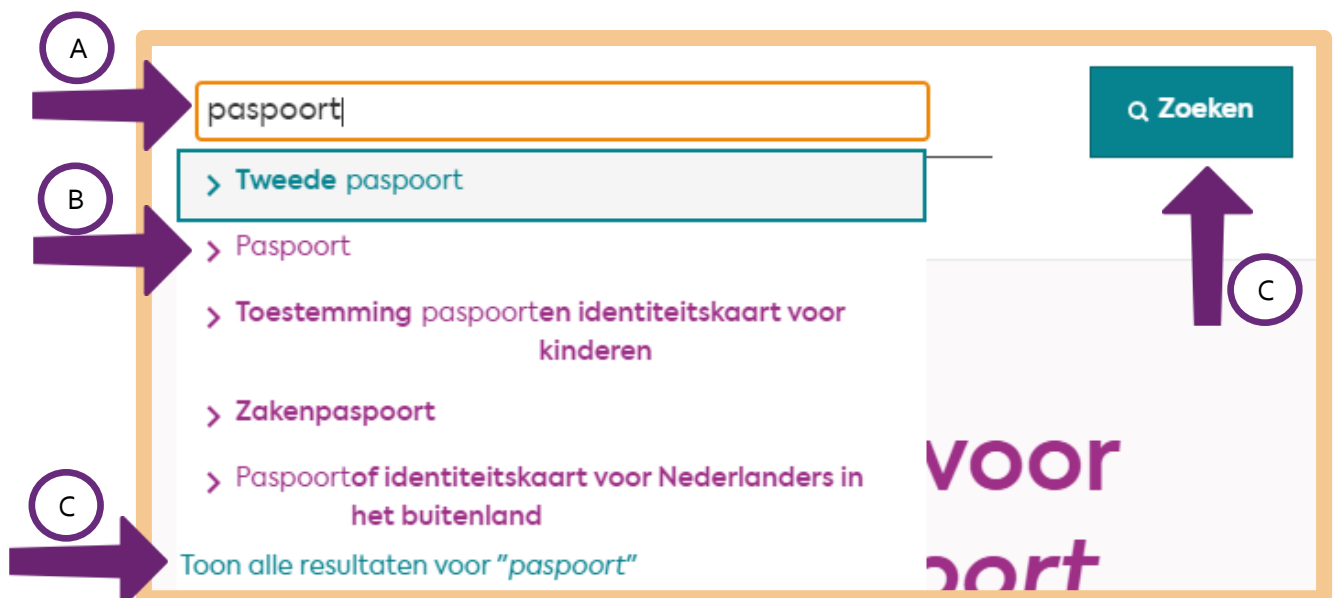 A
paspoort
Zoeken
Tweede paspoort
B
Paspoort
C
Toestemming paspoorten identiteitskaart voor
kinderen
Zakenpaspoort
voor
Paspoortof identiteitskaart voor Nederlanders in
het buitenland
C
Toon alle resultaten voor "paspoort"
oort